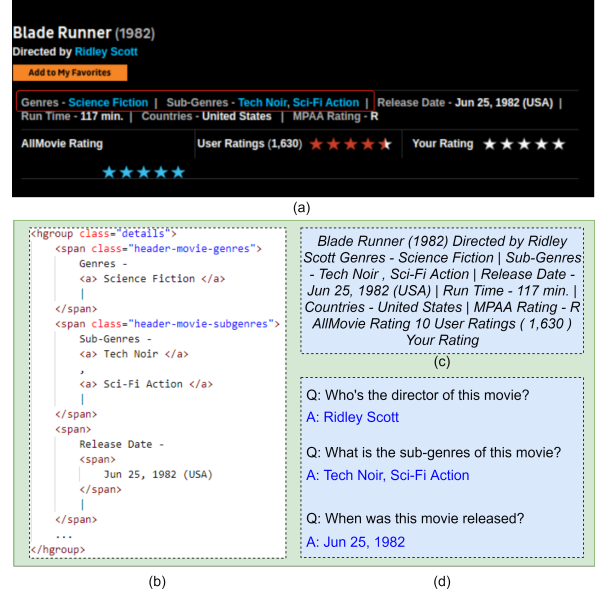 Blade Runner (1982)
Directed by Ridley Scott
Add to My Favorites
Genres - Science Fiction | Sub-Genres - Tech Noir, Sci-Fi Action | Release Date - Jun 25, 1982 (USA) |
Run Time - 117 min. | Countries - United States | MPAA Rating - R
AllMovie Rating User Ratings (1,630) Your Rating
(a)
<hgroup class="details">
<span class="header-movie-genres">
Genres -
<a> Science Fiction </a>
|
</span>
<span class="header-movie-subgenres">
Sub-Genres -
<a> Tech Noir </a>
,
<a> Sci-Fi Action </a>
|
</span>
<span>
Release Date -
<span>
Jun 25, 1982 (USA)
</span>
|
</span>
...
</hgroup>
(b)
Blade Runner (1982) Directed by Ridley
Scott Genres - Science Fiction | Sub-Genres
- Tech Noir , Sci-Fi Action | Release Date -
Jun 25, 1982 (USA) | Run Time - 117 min. |
Countries - United States | MPAA Rating - R
AllMovie Rating 10 User Ratings ( 1,630 )
Your Rating
(c)
Q: Who's the director of this movie?
A: Ridley Scott
Q: What is the sub-genres of this movie?
A: Tech Noir, Sci-Fi Action
Q: When was this movie released?
A: Jun 25, 1982
(d)